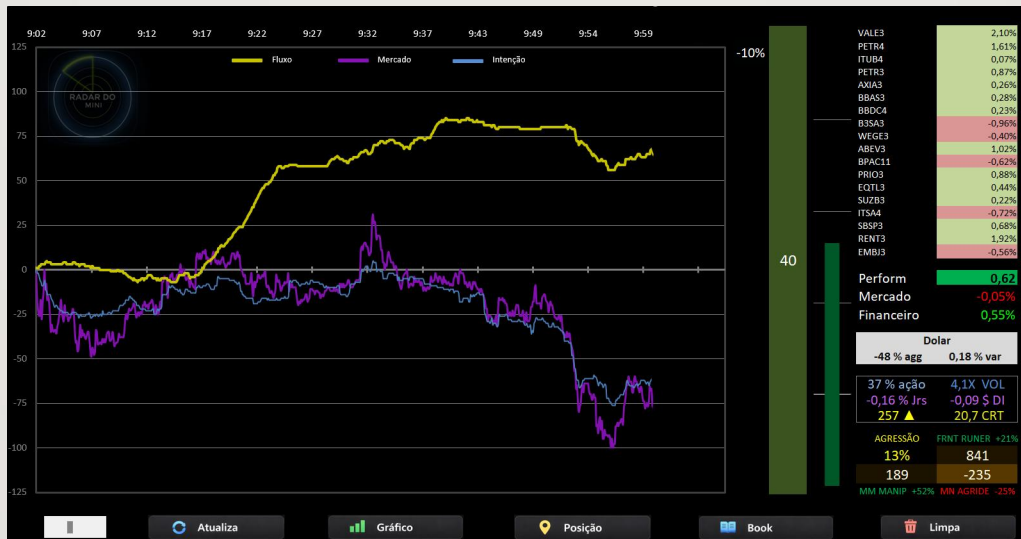 9:02 9:07 9:12 9:17 9:22 9:27 9:32 9:37 9:43 9:49 9:54 9:59
Fluxo Mercado Intenção
125
100
75
50
25
0
-25
-50
-75
-100
-125
RADAR DO
MINI
-10%
40
VALE3 2,10%
PETR4 1,61%
ITUB4 0,07%
PETR3 0,87%
AXIA3 0,26%
BBAS3 0,28%
BBDC4 0,23%
B3SA3 -0,96%
WEGE3 -0,40%
ABEV3 1,02%
BPAC11 -0,62%
PRIO3 0,88%
EQTL3 0,44%
SUZB3 0,22%
ITSA4 -0,72%
SBSP3 0,68%
RENT3 1,92%
EMBJ3 -0,56%
Perform 0,62
Mercado -0,05%
Financeiro 0,55%
Dolar
-48 % agg 0,18 % var
37 % ação 4,1X VOL
-0,16 % Jrs -0,09 $ DI
257 ▲ 20,7 CRT
AGRESSÃO FRNT RUNER +21%
13% 841
189 -235
MM MANIP +52% MN AGRIDE -25%
Atualiza Gráfico Posição Book Limpa